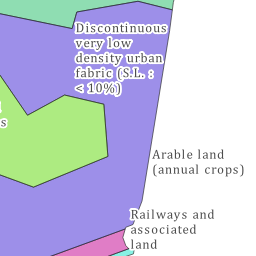 Discontinuous
very low
density urban
fabric (S.L. :
< 10%)
s
Arable land
(annual crops)
Railways and
associated
land